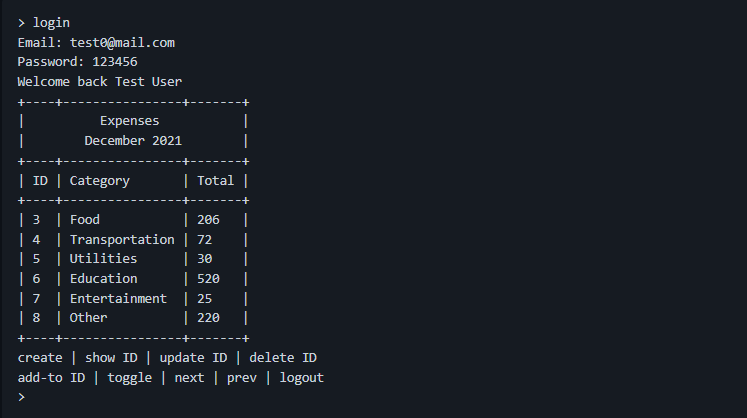 > login
Email: test0@mail.com
Password: 123456
Welcome back Test User
+----+----------------+-------+
|          Expenses           |
|        December 2021        |
+----+----------------+-------+
| ID | Category       | Total |
+----+----------------+-------+
| 3  | Food           | 206   |
| 4  | Transportation | 72    |
| 5  | Utilities      | 30    |
| 6  | Education      | 520   |
| 7  | Entertainment  | 25    |
| 8  | Other          | 220   |
+----+----------------+-------+
create | show ID | update ID | delete ID
add-to ID | toggle | next | prev | logout
>